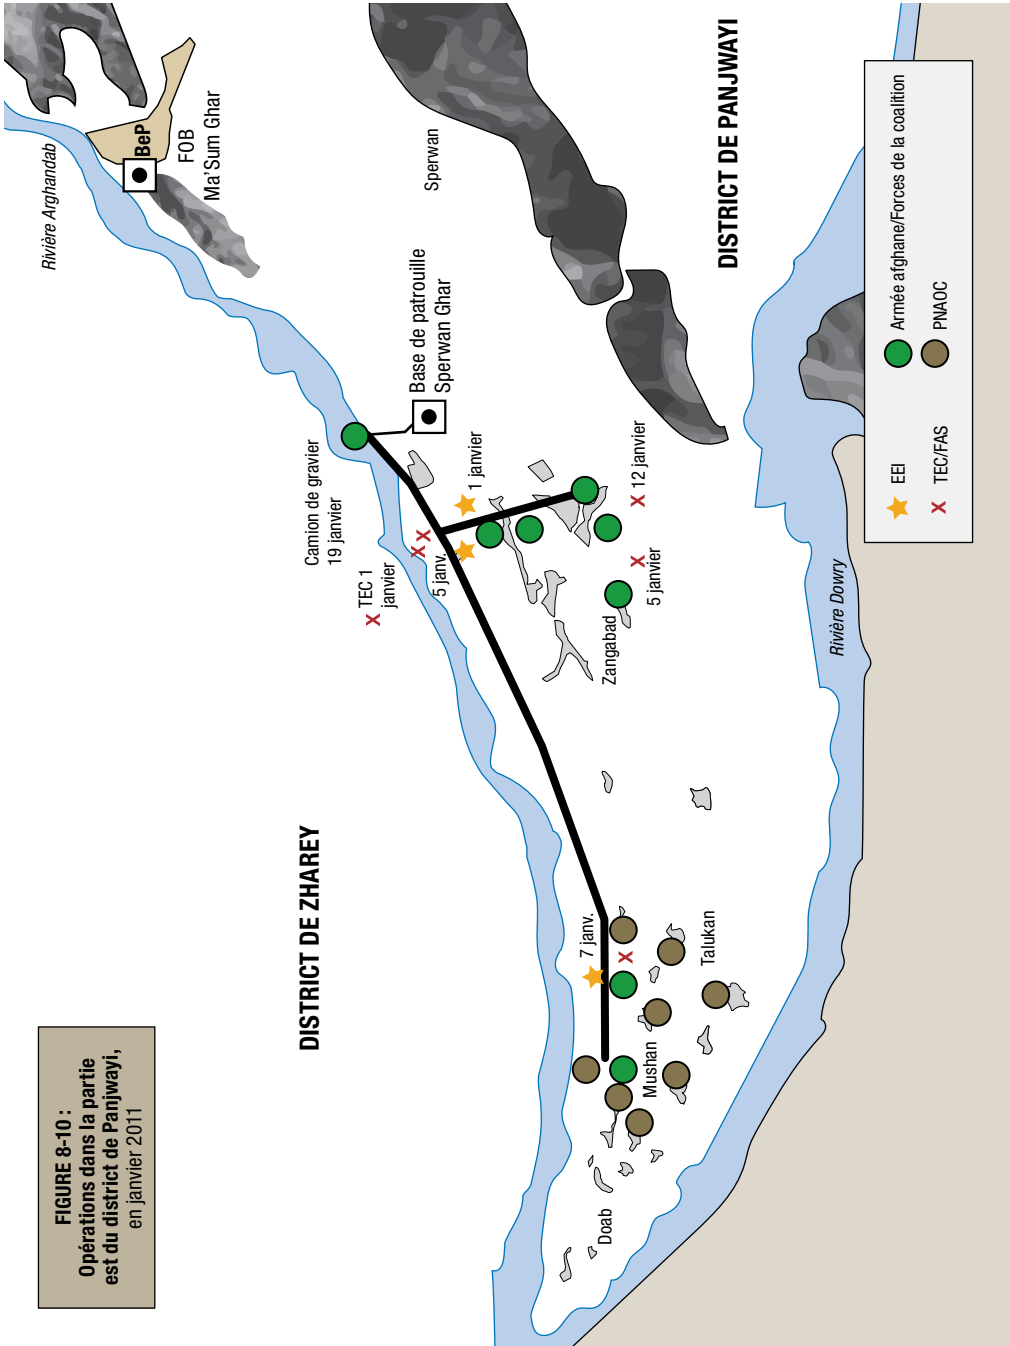 FIGURE 8-10 :
Opérations dans la partie
est du district de Panjwayi,
en janvier 2011
DISTRICT DE ZHAREY
DISTRICT DE PANJWAYI
Rivière Arghandab
BeP
FOB
Ma'Sum Ghar
Sperwan
Base de patrouille
Sperwan Ghar
Camion de gravier
19 janvier
X TEC 1
janvier
X
X
5 janv.
1 janvier
X 12 janvier
X
5 janvier
Zangabad
7 janv.
X
Talukan
Mushan
Doab
Rivière Dowry
EEI
X TEC/FAS
Armée afghane/Forces de la coalition
PNAOC